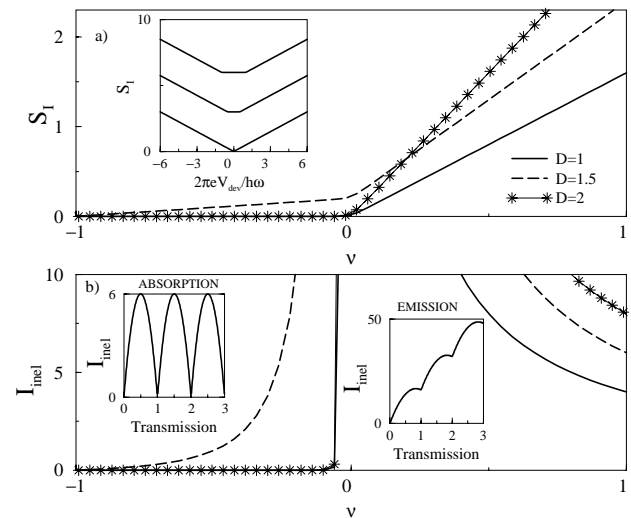 a)
S_I
2
1
0
−1
0
1
ν
S_I
10
0
−6
−3
0
3
6
2πeV_dev/hω
D=1
D=1.5
D=2
b)
I_inel
10
5
0
−1
0
1
ν
ABSORPTION
I_inel
6
0
0
1
2
3
Transmission
EMISSION
I_inel
50
0
0
1
2
3
Transmission